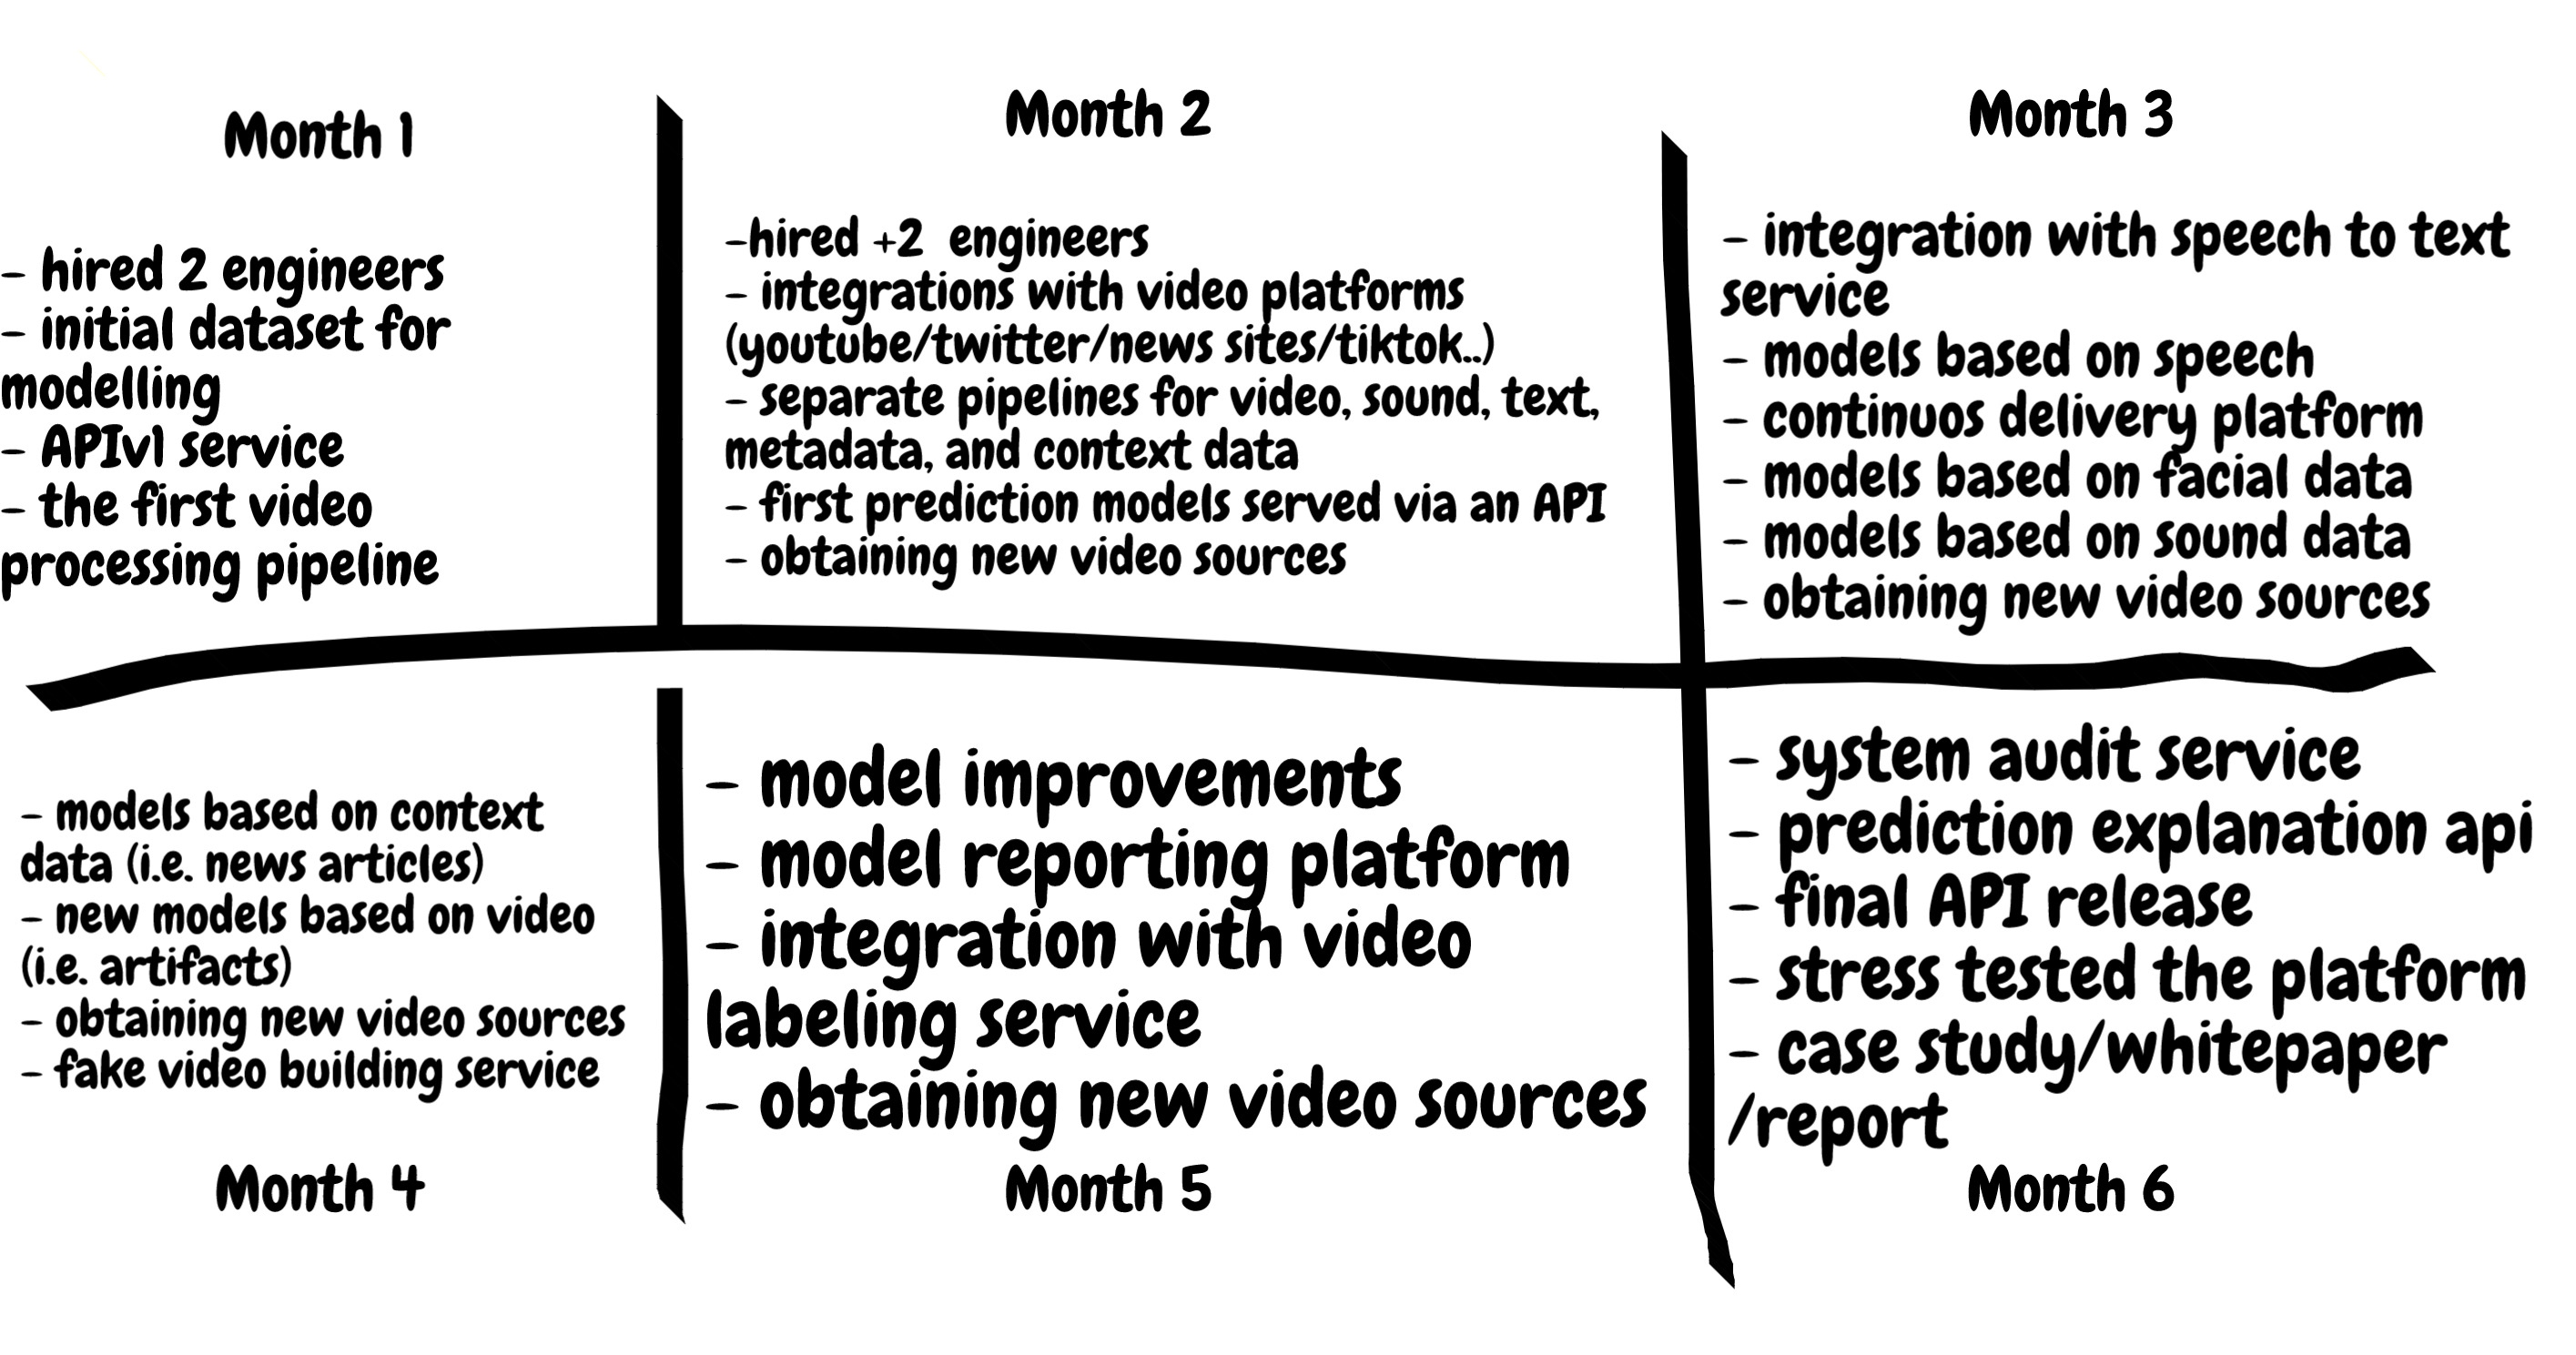 Month 1
- hired 2 engineers
- initial dataset for
modelling
- APIv1 service
- the first video
processing pipeline
Month 2
-hired +2 engineers
- integrations with video platforms
(youtube/twitter/news sites/tiktok..)
- separate pipelines for video, sound, text,
metadata, and context data
- first prediction models served via an API
- obtaining new video sources
Month 3
- integration with speech to text
service
- models based on speech
- continuos delivery platform
- models based on facial data
- models based on sound data
- obtaining new video sources
- models based on context
data (i.e. news articles)
- new models based on video
(i.e. artifacts)
- obtaining new video sources
- fake video building service
Month 4
- model improvements
- model reporting platform
- integration with video
labeling service
- obtaining new video sources
Month 5
- system audit service
- prediction explanation api
- final API release
- stress tested the platform
- case study/whitepaper
/report
Month 6